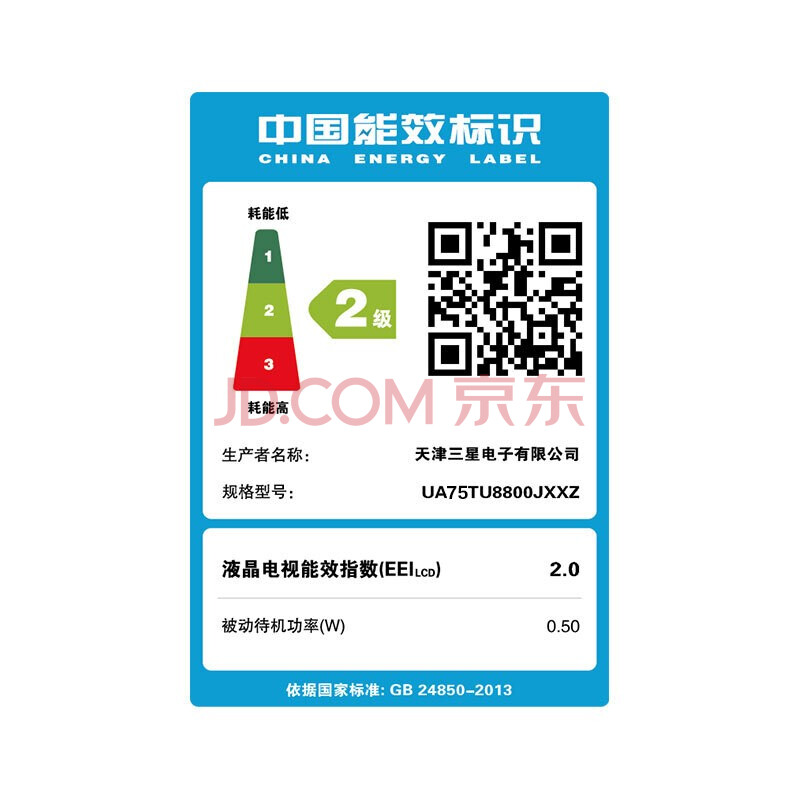 中国能效标识
CHINA ENERGY LABEL
耗能低
1
2
3
2级
耗能高
JD.COM 京东
生产者名称: 天津三星电子有限公司
规格型号: UA75TU8800JXXZ
液晶电视能效指数(EEILCD) 2.0
被动待机功率(W) 0.50
依据国家标准: GB 24850-2013